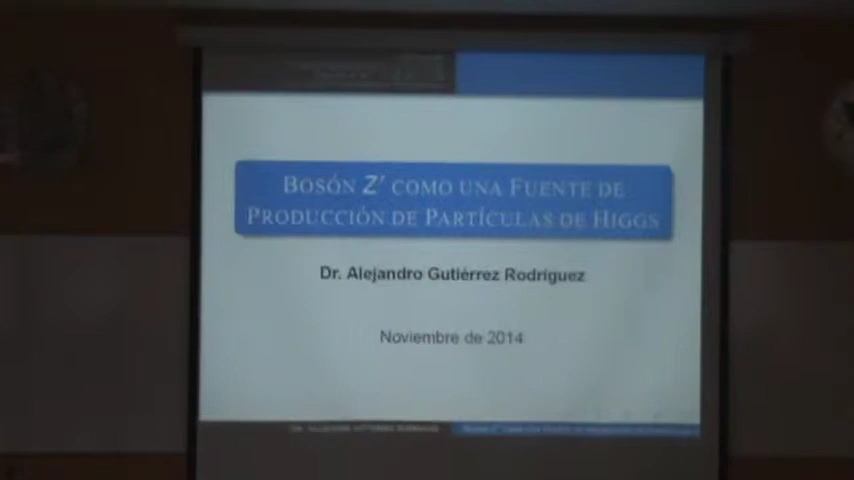 BOSÓN Z′ COMO UNA FUENTE DE
PRODUCCIÓN DE PARTÍCULAS DE HIGGS
Dr. Alejandro Gutiérrez Rodríguez
Noviembre de 2014